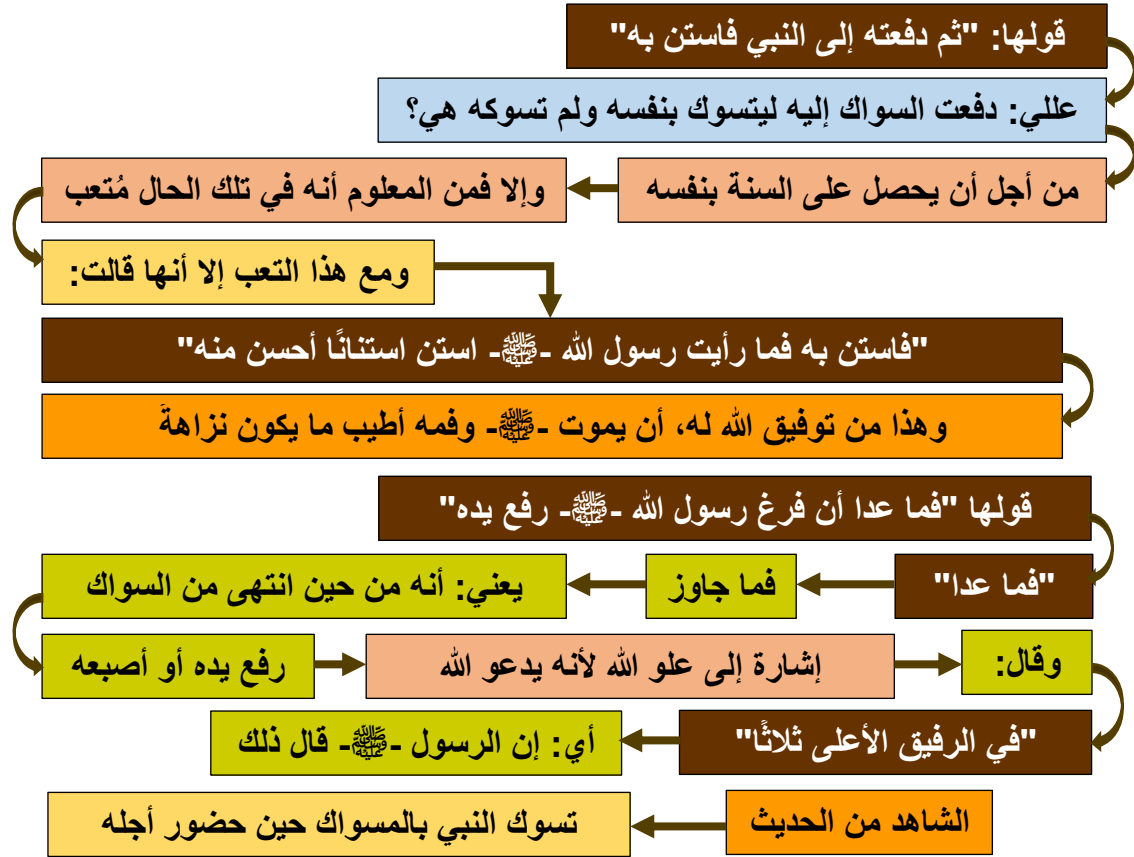 قولها: "ثم دفعته إلى النبي فاستن به"
عللي: دفعت السواك إليه ليتسوك بنفسه ولم تسوكه هي؟
من أجل أن يحصل على السنة بنفسه
وإلا فمن المعلوم أنه في تلك الحال مُتعب
ومع هذا التعب إلا أنها قالت:
"فاستن به فما رأيت رسول الله -ﷺ- استن استنانًا أحسن منه"
وهذا من توفيق الله له، أن يموت -ﷺ- وفمه أطيب ما يكون نزاهةً
قولها "فما عدا أن فرغ رسول الله -ﷺ- رفع يده"
"فما عدا"
فما جاوز
يعني: أنه من حين انتهى من السواك
رفع يده أو أصبعه
إشارة إلى علو الله لأنه يدعو الله
وقال:
"في الرفيق الأعلى ثلاثًا"
أي: إن الرسول -ﷺ- قال ذلك
الشاهد من الحديث
تسوك النبي بالمسواك حين حضور أجله